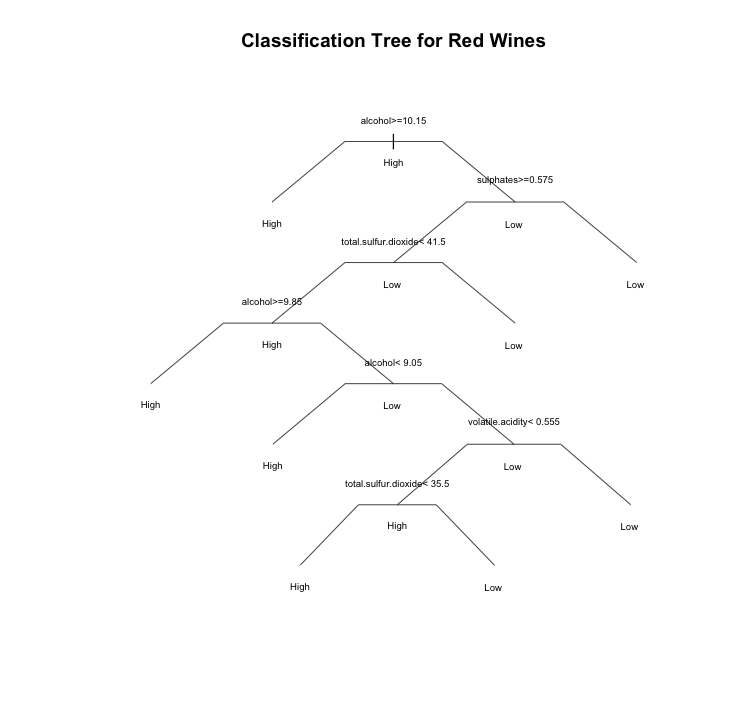 Classification Tree for Red Wines
alcohol>=10.15
High
sulphates>=0.575
High
Low
total.sulfur.dioxide< 41.5
Low
Low
alcohol>=9.85
High
Low
alcohol< 9.05
High
Low
volatile.acidity< 0.555
High
Low
total.sulfur.dioxide< 35.5
High
Low
High
Low